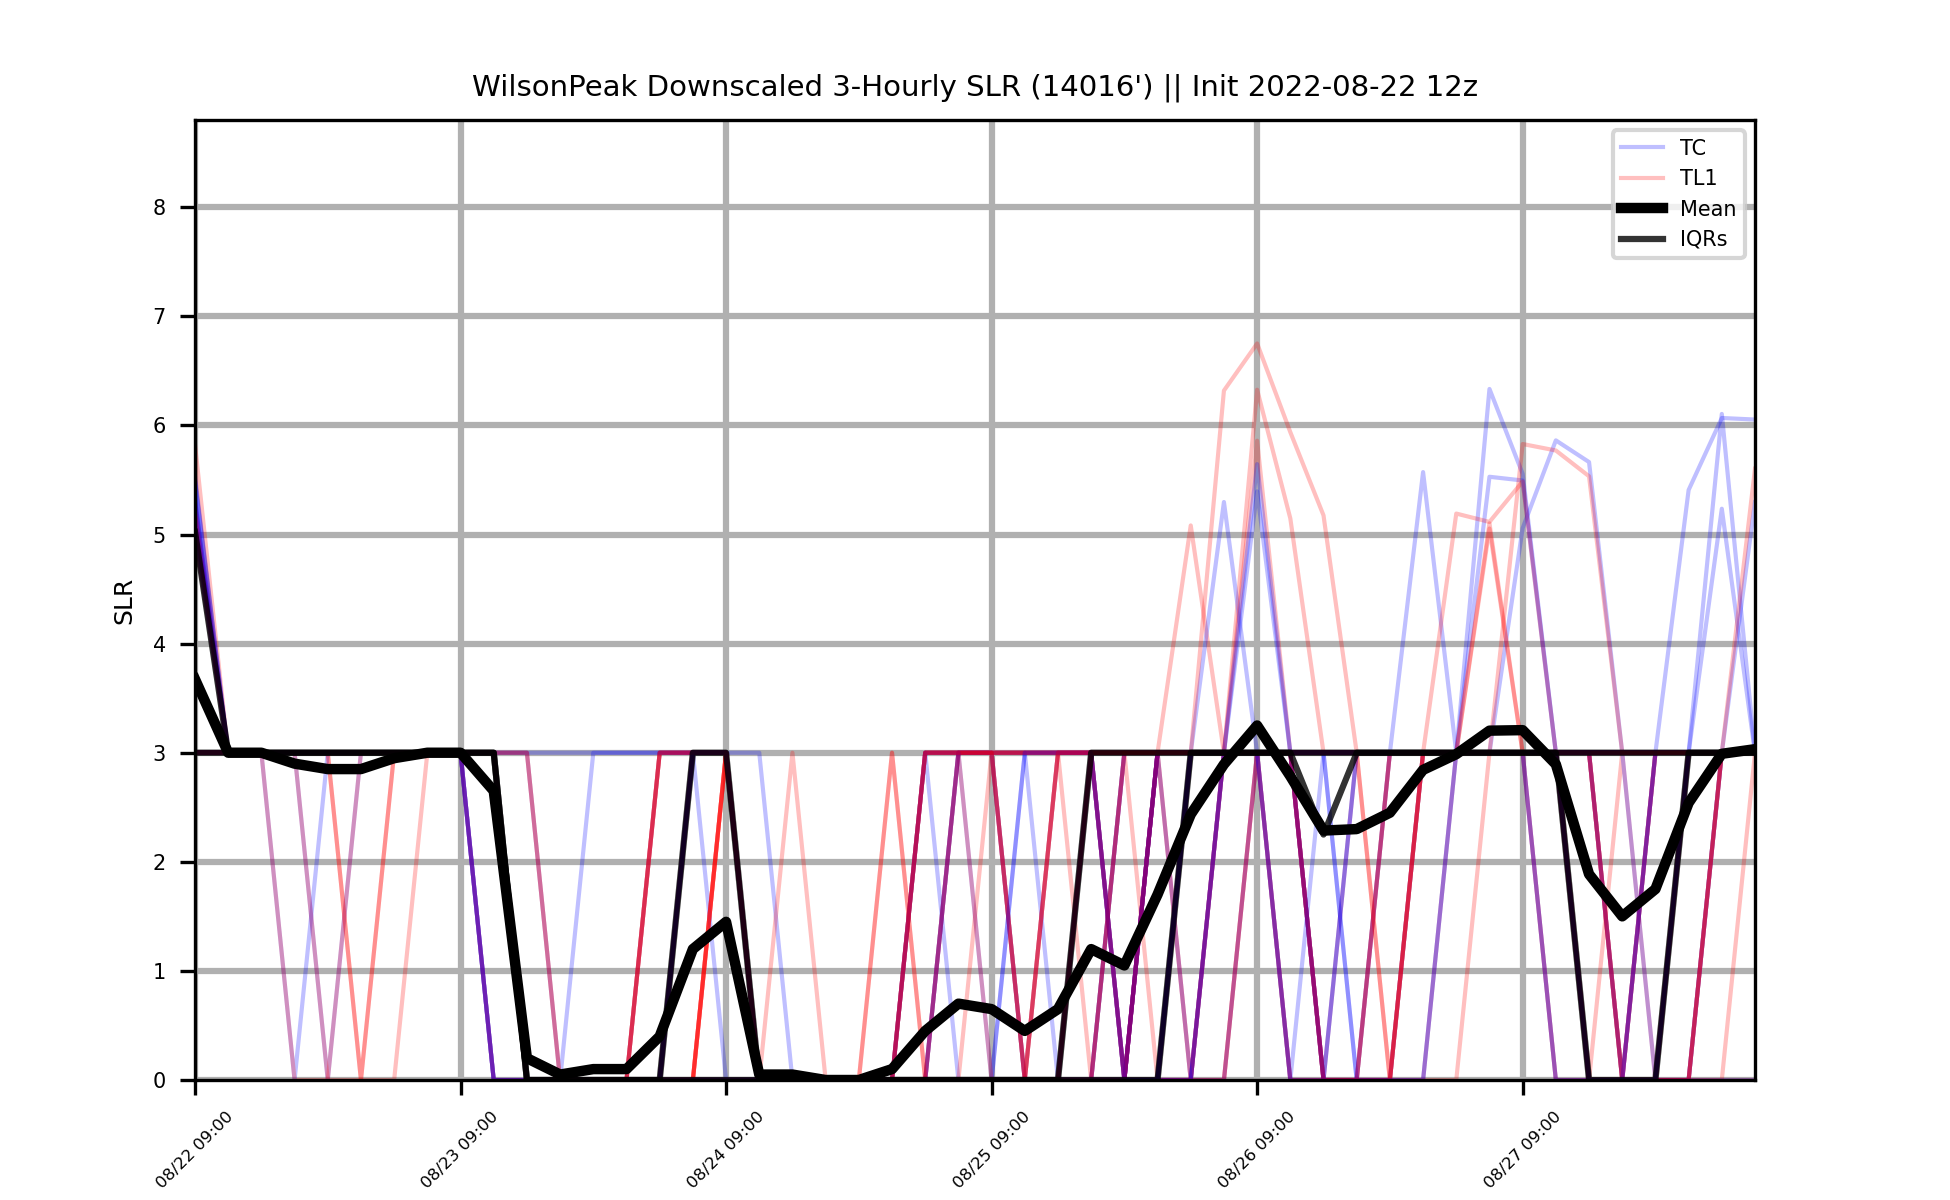 WilsonPeak Downscaled 3-Hourly SLR (14016') || Init 2022-08-22 12z
TC
TL1
Mean
IQRs
SLR
8
7
6
5
4
3
2
1
0
08/22 09:00
08/23 09:00
08/24 09:00
08/25 09:00
08/26 09:00
08/27 09:00